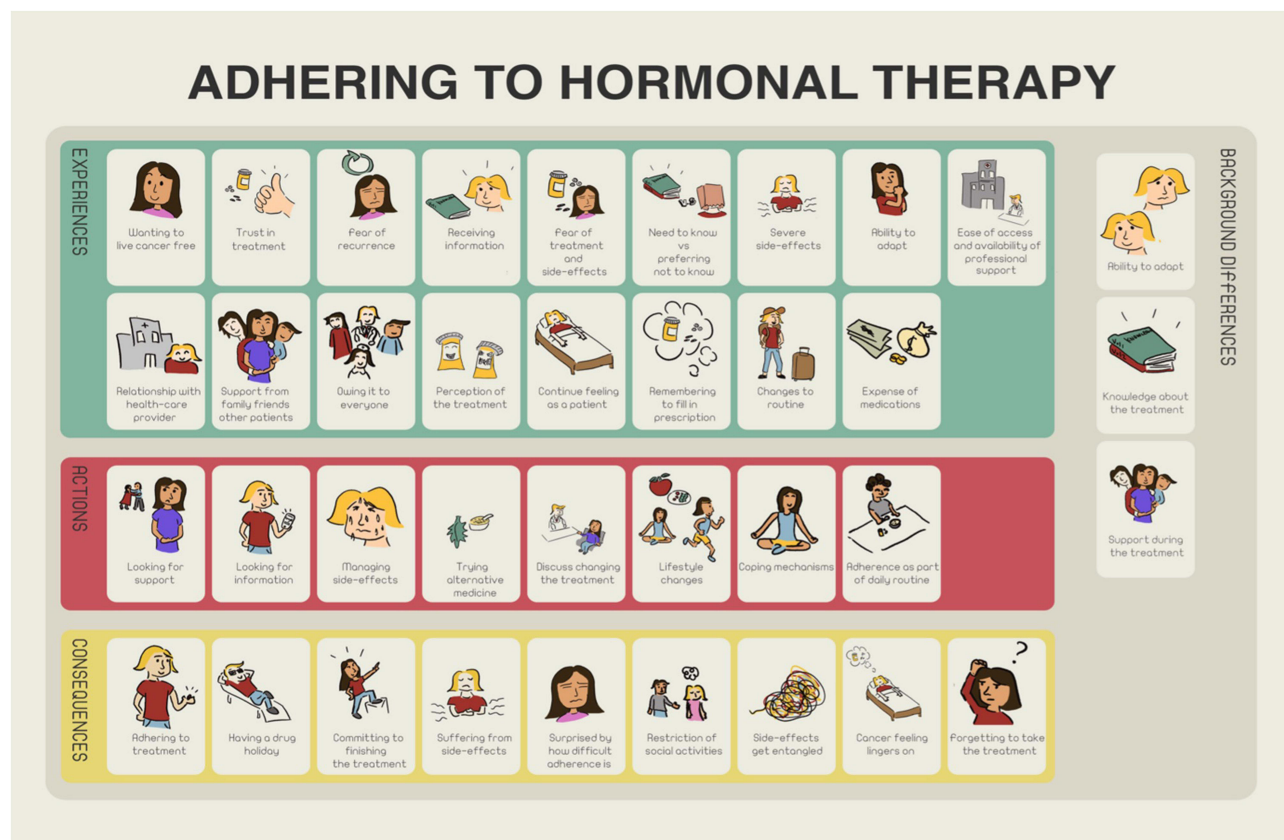 ADHERING TO HORMONAL THERAPY
EXPERIENCES
Wanting to
live cancer free
Trust in
treatment
Fear of
recurrence
Receiving
information
Fear of
treatment
and
side-effects
Need to know
vs
preferring
not to know
Severe
side-effects
Ability to
adapt
Ease of access
and availability of
professional
support
Relationship with
health-care
provider
Support from
family friends
other patients
Owing it to
everyone
Perception of
the treatment
Continue feeling
as a patient
Remembering
to fill in
prescription
Changes to
routine
Expense of
medications
ACTIONS
Looking for
support
Looking for
information
Managing
side-effects
Trying
alternative
medicine
Discuss changing
the treatment
Lifestyle
changes
Coping mechanisms
Adherence as part
of daily routine
CONSEQUENCES
Adhering to
treatment
Having a drug
holiday
Committing to
finishing
the treatment
Suffering from
side-effects
Surprised by
how difficult
adherence is
Restriction of
social activities
Side-effects
get entangled
Cancer feeling
lingers on
?
Forgetting to take
the treatment
BACKGROUND DIFFERENCES
Ability to adapt
Knowledge about
the treatment
Support during
the treatment